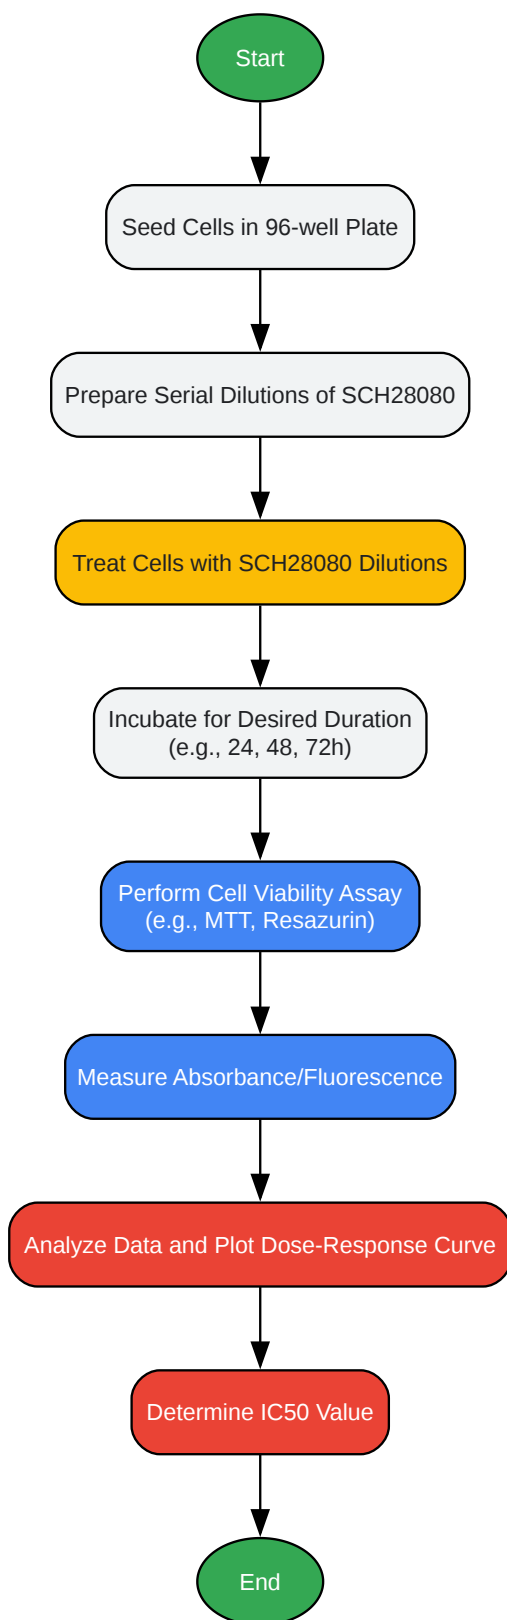 Start
Seed Cells in 96-well Plate
Prepare Serial Dilutions of SCH28080
Treat Cells with SCH28080 Dilutions
Incubate for Desired Duration
(e.g., 24, 48, 72h)
Perform Cell Viability Assay
(e.g., MTT, Resazurin)
Measure Absorbance/Fluorescence
Analyze Data and Plot Dose-Response Curve
Determine IC50 Value
End